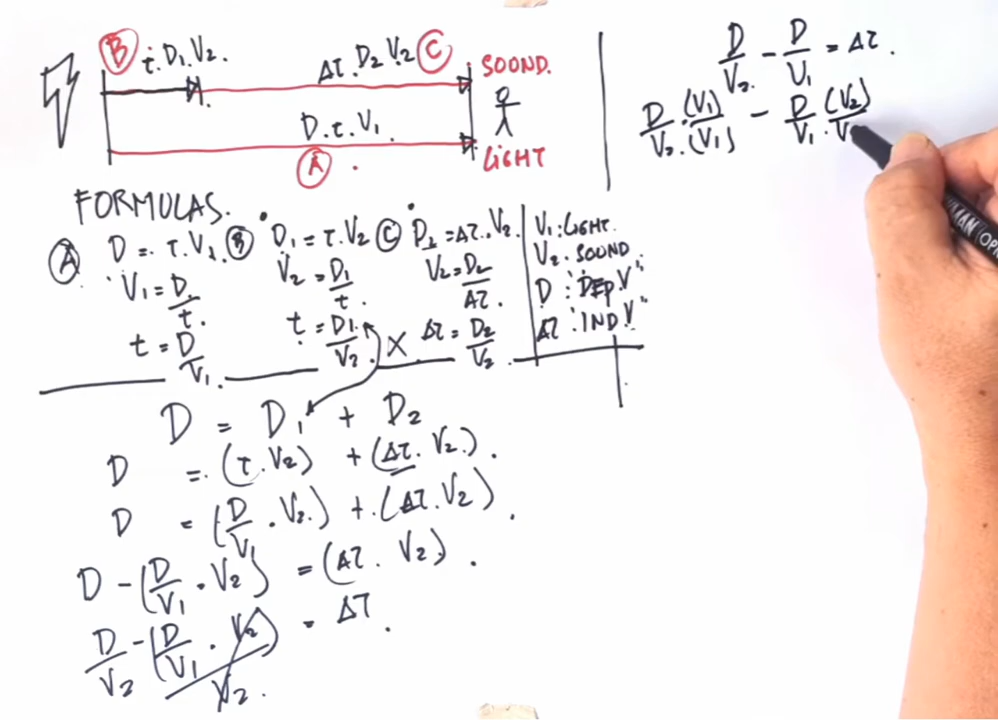 B t. D1 V2. Δτ. D2 V2 C SOUND.
D. t. V1
A . LIGHT
FORMULAS.
A D = τ. V1 B D1 = τ. V2 C D2 = Δτ. V2
V1 = D/t. V2 = D1/t. V2 = D2/Δτ.
t = D/V1. t = D1/V2. X Δτ = D2/V2.
V1: LIGHT.
V2. SOUND
D : "DEP V"
Δτ : "IND V"
D = D1 + D2
D =. (τ. V2) + (Δτ. V2.) .
D = (D/V1 . V2.) + .(Δτ. V2) .
D - (D/V1 . V2) = (Δτ. V2) .
D/V2 - (D/V1 . V2)/V2. = Δτ .
D/V2. - D/V1 = Δτ.
D/V2 . (V1)/(V1) - D/V1 . (V2)/V
MAN (OP